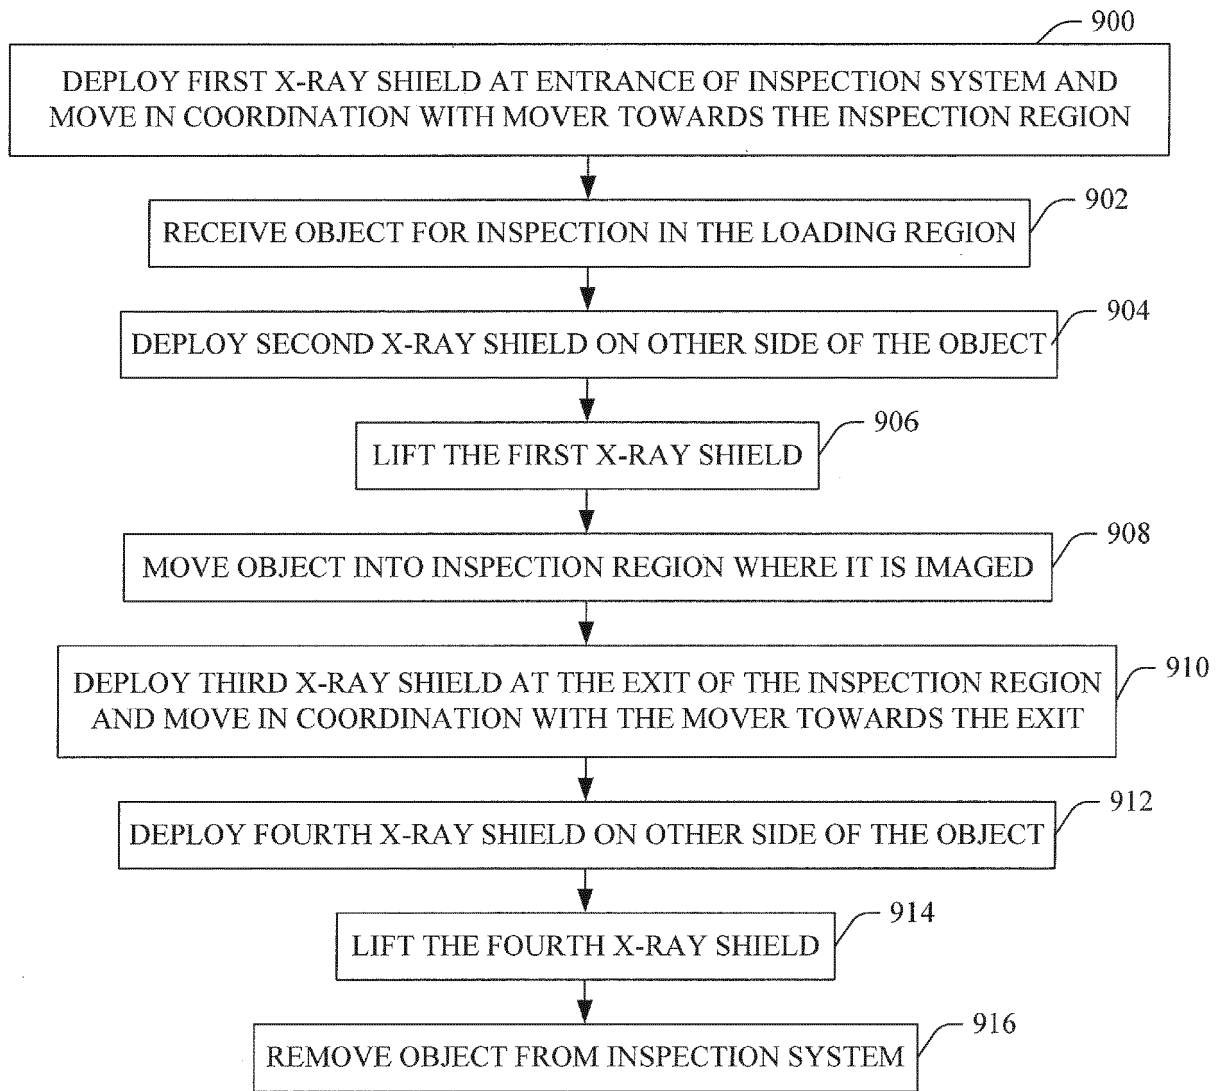 900
DEPLOY FIRST X-RAY SHIELD AT ENTRANCE OF INSPECTION SYSTEM AND
MOVE IN COORDINATION WITH MOVER TOWARDS THE INSPECTION REGION
902
RECEIVE OBJECT FOR INSPECTION IN THE LOADING REGION
904
DEPLOY SECOND X-RAY SHIELD ON OTHER SIDE OF THE OBJECT
906
LIFT THE FIRST X-RAY SHIELD
908
MOVE OBJECT INTO INSPECTION REGION WHERE IT IS IMAGED
910
DEPLOY THIRD X-RAY SHIELD AT THE EXIT OF THE INSPECTION REGION
AND MOVE IN COORDINATION WITH THE MOVER TOWARDS THE EXIT
912
DEPLOY FOURTH X-RAY SHIELD ON OTHER SIDE OF THE OBJECT
914
LIFT THE FOURTH X-RAY SHIELD
916
REMOVE OBJECT FROM INSPECTION SYSTEM